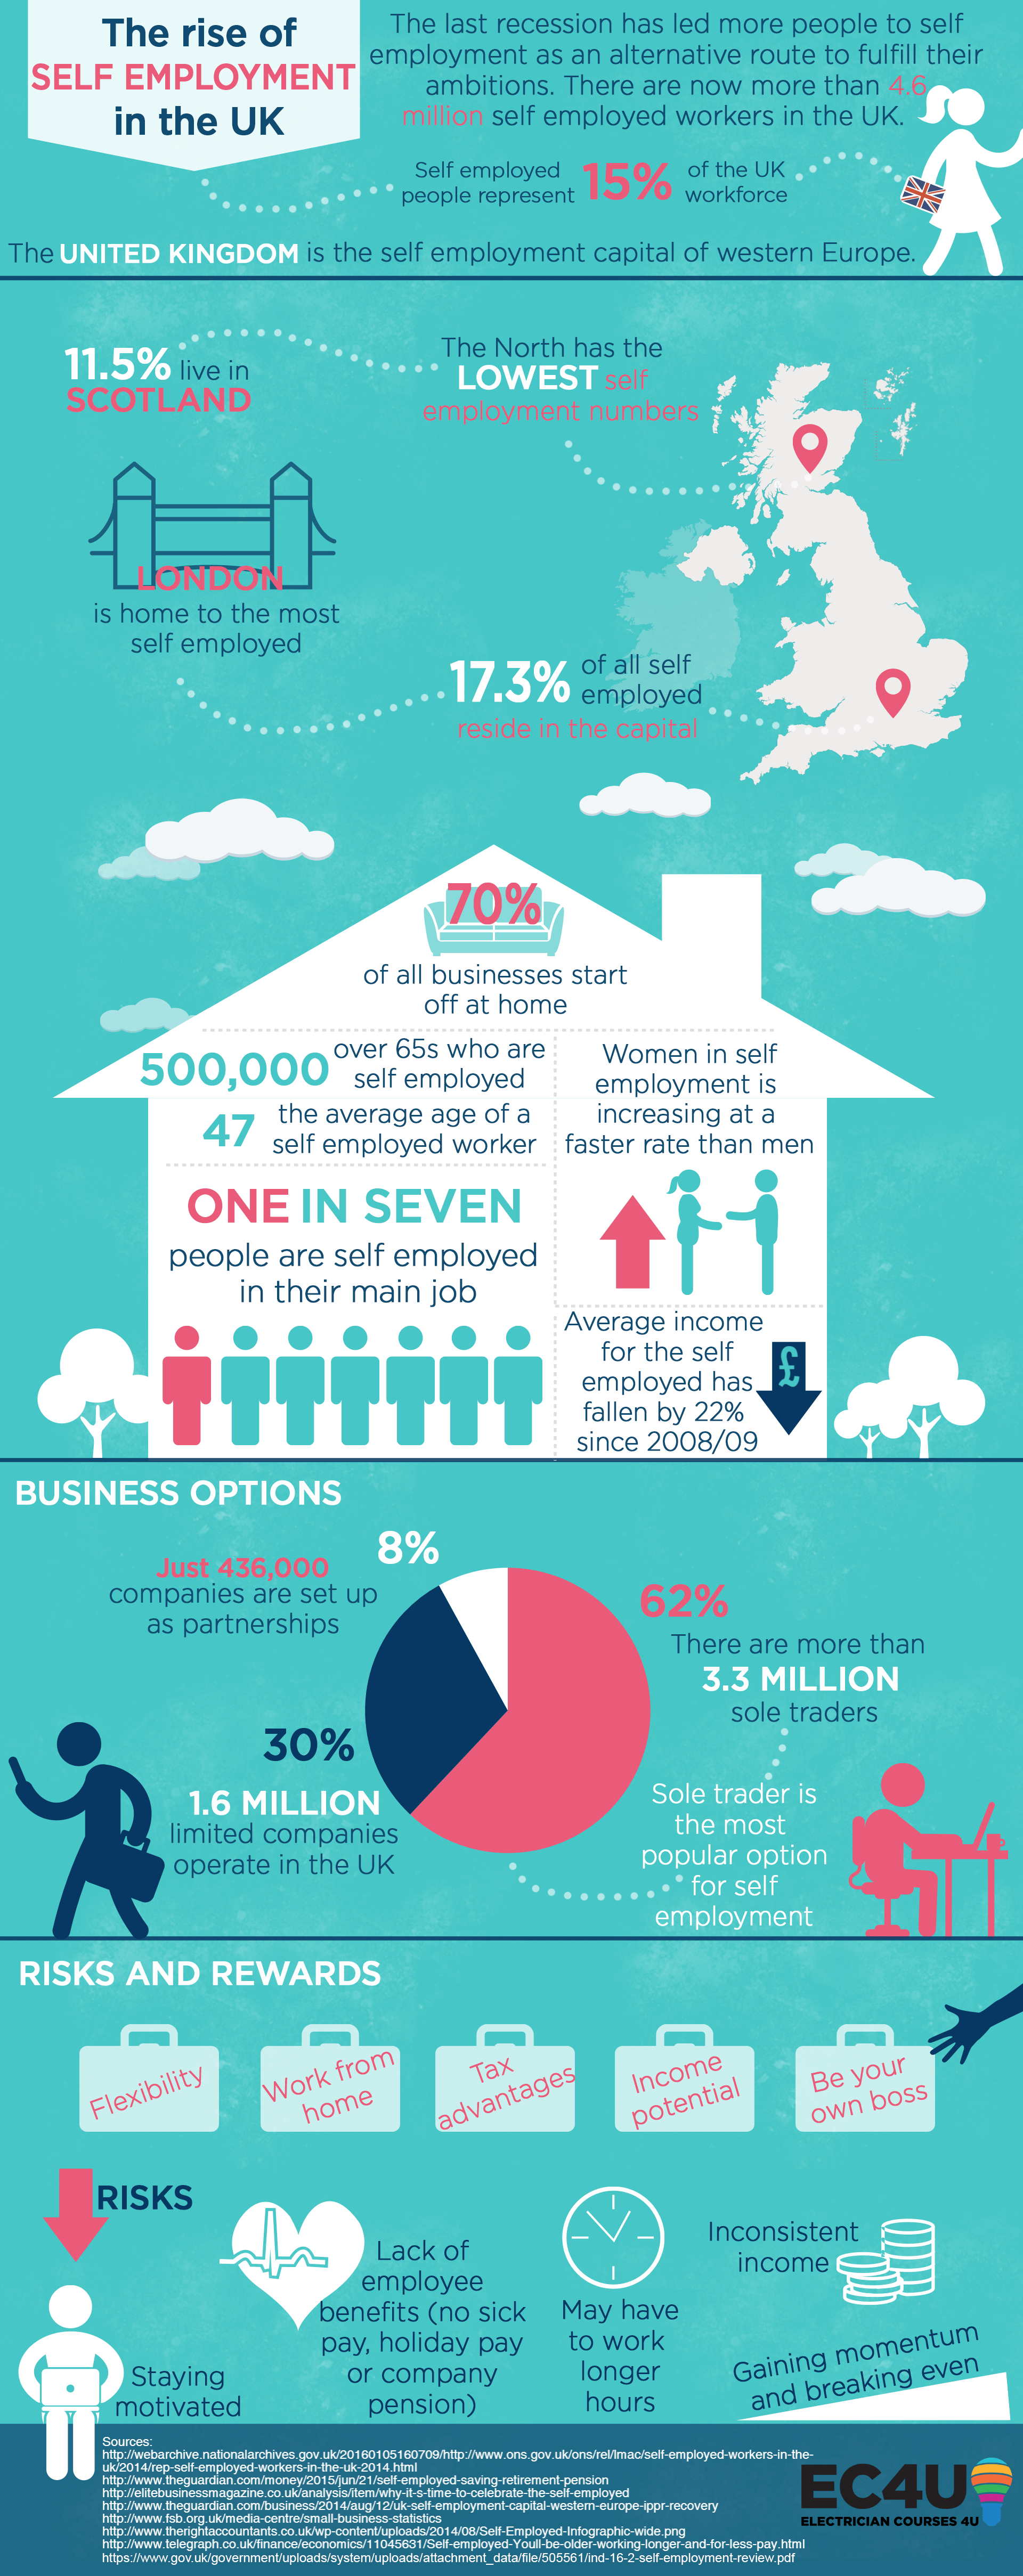 The rise of
SELF EMPLOYMENT
in the UK
The last recession has led more people to self
employment as an alternative route to fulfill their
ambitions. There are now more than 4.6
million self employed workers in the UK.
Self employed
people represent
15%
of the UK
workforce
The UNITED KINGDOM is the self employment capital of western Europe.
11.5% live in
SCOTLAND
The North has the
LOWEST self
employment numbers
LONDON
is home to the most
self employed
17.3% of all self
employed
reside in the capital
70%
of all businesses start
off at home
500,000 over 65s who are
self employed
47 the average age of a
self employed worker
ONE IN SEVEN
people are self employed
in their main job
Women in self
employment is
increasing at a
faster rate than men
Average income
for the self
employed has
fallen by 22%
since 2008/09
£
BUSINESS OPTIONS
8%
Just 436,000
companies are set up
as partnerships
62%
There are more than
3.3 MILLION
sole traders
30%
1.6 MILLION
limited companies
operate in the UK
Sole trader is
the most
popular option
for self
employment
RISKS AND REWARDS
Flexibility
Work from
home
Tax
advantages
Income
potential
Be your
own boss
RISKS
Staying
motivated
Lack of
employee
benefits (no sick
pay, holiday pay
or company
pension)
May have
to work
longer
hours
Inconsistent
income
Gaining momentum
and breaking even
Sources:
http://webarchive.nationalarchives.gov.uk/20160105160709/http://www.ons.gov.uk/ons/rel/lmac/self-employed-workers-in-the-
uk/2014/rep-self-employed-workers-in-the-uk-2014.html
http://www.theguardian.com/money/2015/jun/21/self-employed-saving-retirement-pension
http://elitebusinessmagazine.co.uk/analysis/item/why-it-s-time-to-celebrate-the-self-employed
http://www.theguardian.com/business/2014/aug/12/uk-self-employment-capital-western-europe-ippr-recovery
http://www.fsb.org.uk/media-centre/small-business-statistics
http://www.therightaccountants.co.uk/wp-content/uploads/2014/08/Self-Employed-Infographic-wide.png
http://www.telegraph.co.uk/finance/economics/11045631/Self-employed-Youll-be-older-working-longer-and-for-less-pay.html
https://www.gov.uk/government/uploads/system/uploads/attachment_data/file/505561/ind-16-2-self-employment-review.pdf
EC4U
ELECTRICIAN COURSES 4U